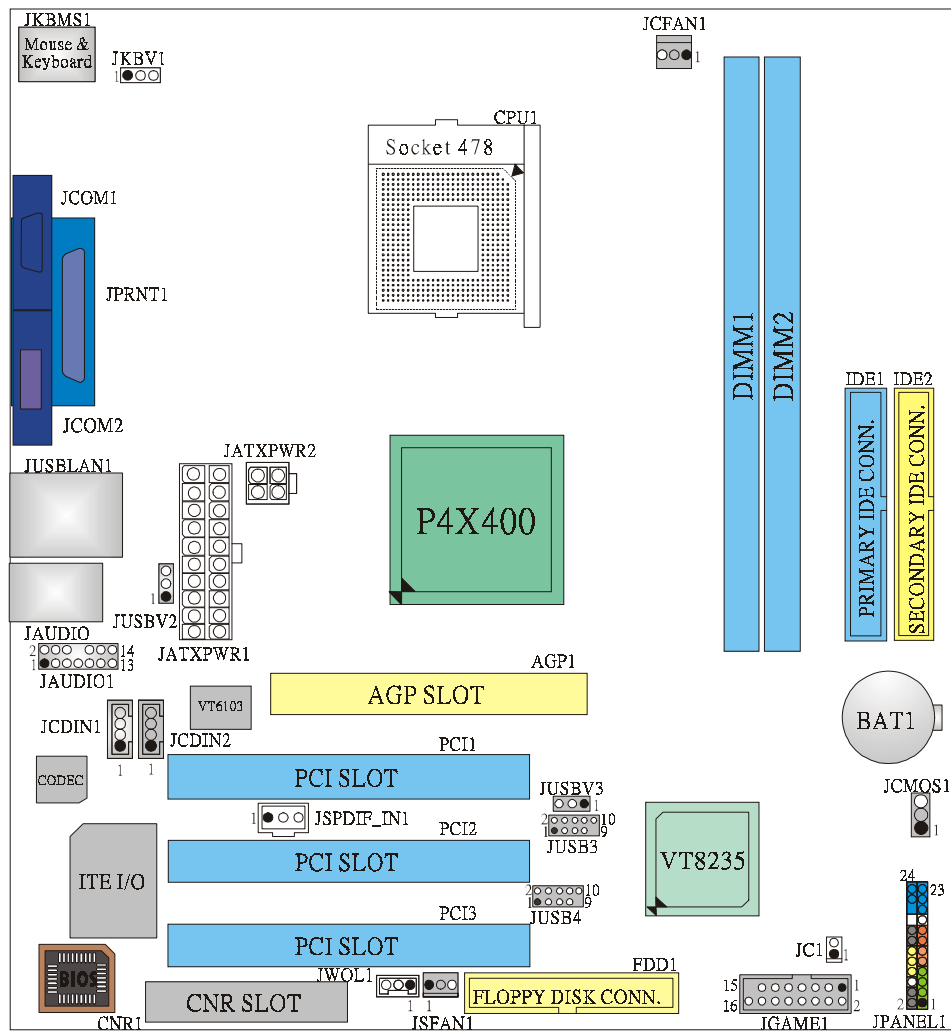 JKBMS1
Mouse &
Keyboard
JKBV1
1
JCFAN1
1
CPU1
Socket 478
JCOM1
JPRNT1
JCOM2
DIMM1
DIMM2
IDE1
IDE2
PRIMARY IDE CONN.
SECONDARY IDE CONN.
JUSBLAN1
JATXPWR2
P4X400
1
JUSBV2
JATXPWR1
JAUDIO
2
14
1
13
JAUDIO1
AGP1
AGP SLOT
VT6103
JCDIN1
JCDIN2
1
1
BAT1
CODEC
PCI1
PCI SLOT
JUSBV3
1
JCMOS1
1
1
JSPDIF_IN1
2
10
1
9
JUSB3
PCI2
PCI SLOT
ITE I/O
VT8235
2
10
1
9
JUSB4
24
23
PCI3
PCI SLOT
JC1
1
BIOS
CNR1
CNR SLOT
JWOL1
1
1
JSFAN1
FDD1
FLOPPY DISK CONN.
15
1
16
2
JGAME1
2
1
JPANEL1